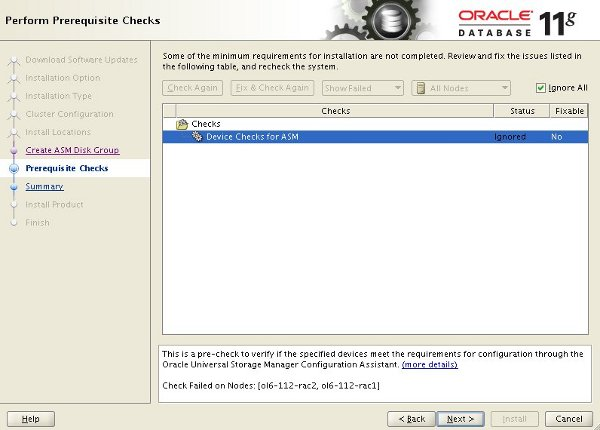 Perform Prerequisite Checks
ORACLE
DATABASE 11g
Download Software Updates
Installation Option
Installation Type
Cluster Configuration
Install Locations
Create ASM Disk Group
Prerequisite Checks
Summary
Install Product
Finish
Some of the minimum requirements for installation are not completed. Review and fix the issues listed in
the following table, and recheck the system.
Check Again Fix & Check Again Show Failed All Nodes Ignore All
Checks Status Fixable
Checks
Device Checks for ASM Ignored No
This is a pre-check to verify if the specified devices meet the requirements for configuration through the
Oracle Universal Storage Manager Configuration Assistant. (more details)
Check Failed on Nodes: [ol6-112-rac2, ol6-112-rac1]
Help < Back Next > Install Cancel